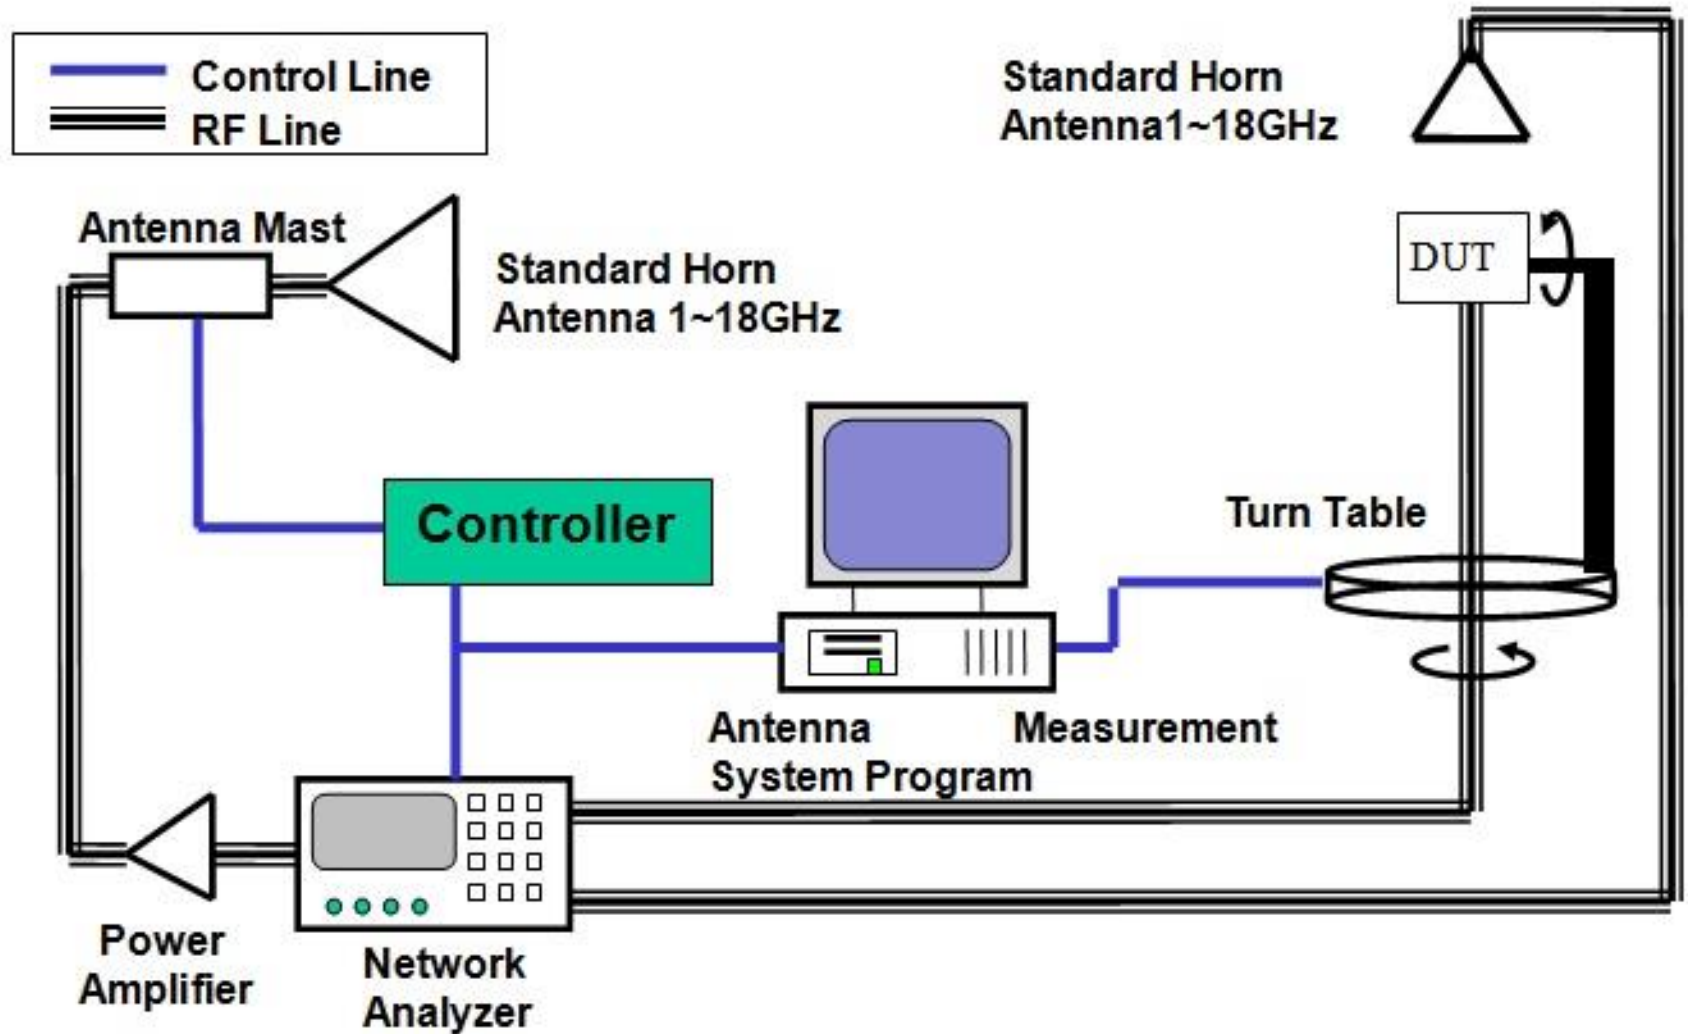 Control Line
RF Line
Standard Horn
Antenna1~18GHz
Antenna Mast
Standard Horn
Antenna 1~18GHz
DUT
Controller
Turn Table
Antenna Measurement
System Program
Power
Amplifier
Network
Analyzer